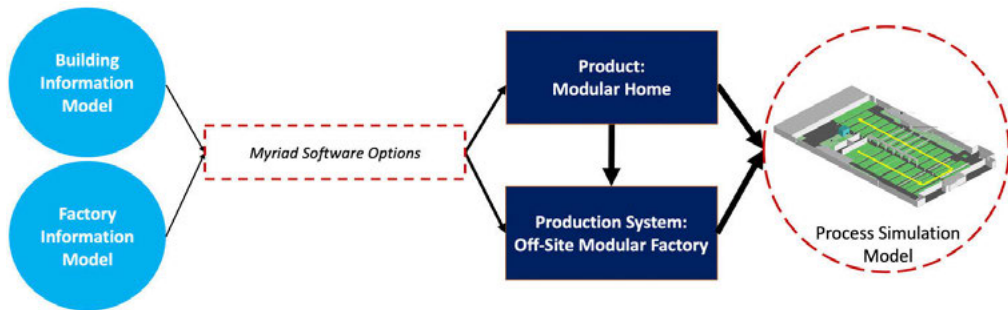 Building
Information
Model
Factory
Information
Model
Myriad Software Options
Product:
Modular Home
Production System:
Off-Site Modular Factory
Process Simulation
Model